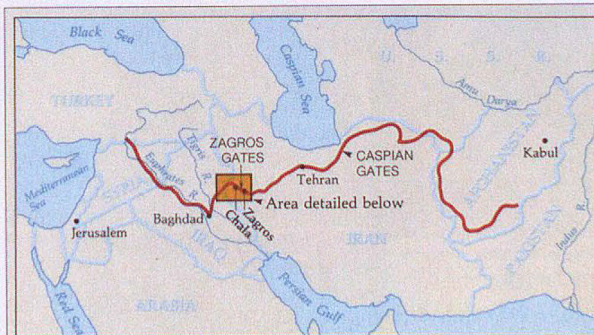 Black Sea
Caspian Sea
U. S. S. R.
Amu Darya
TURKEY
ZAGROS
GATES
Tigris R.
CASPIAN
GATES
Kabul
AFGHANISTAN
Mediterranean
Sea
SYRIA
Euphrates R.
Tehran
Area detailed below
Baghdad
Zagros
Chala
Jerusalem
IRAQ
IRAN
PAKISTAN
Indus R.
Persian Gulf
Red Sea
ARABIA